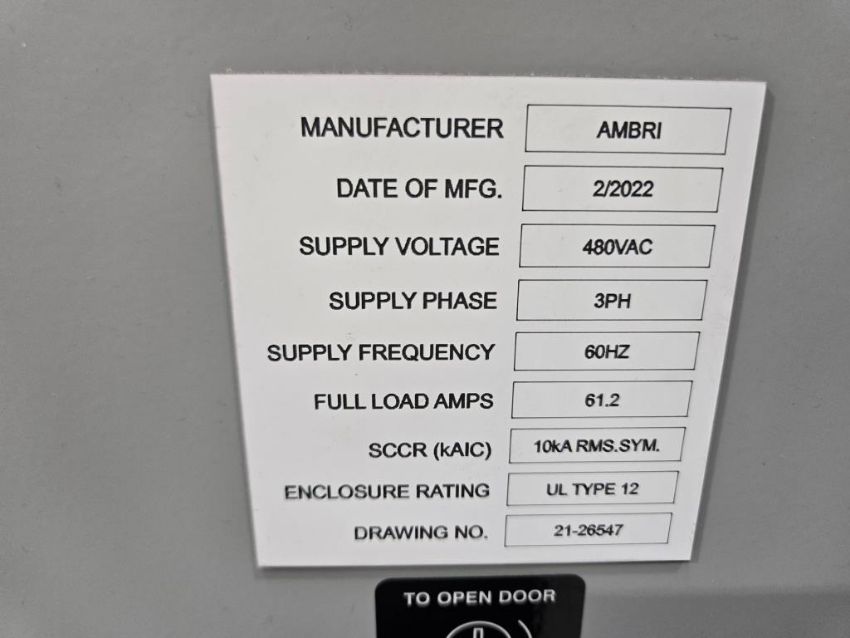 MANUFACTURER AMBRI
DATE OF MFG. 2/2022
SUPPLY VOLTAGE 480VAC
SUPPLY PHASE 3PH
SUPPLY FREQUENCY 60HZ
FULL LOAD AMPS 61.2
SCCR (kAIC) 10kA RMS.SYM.
ENCLOSURE RATING UL TYPE 12
DRAWING NO. 21-26547
TO OPEN DOOR